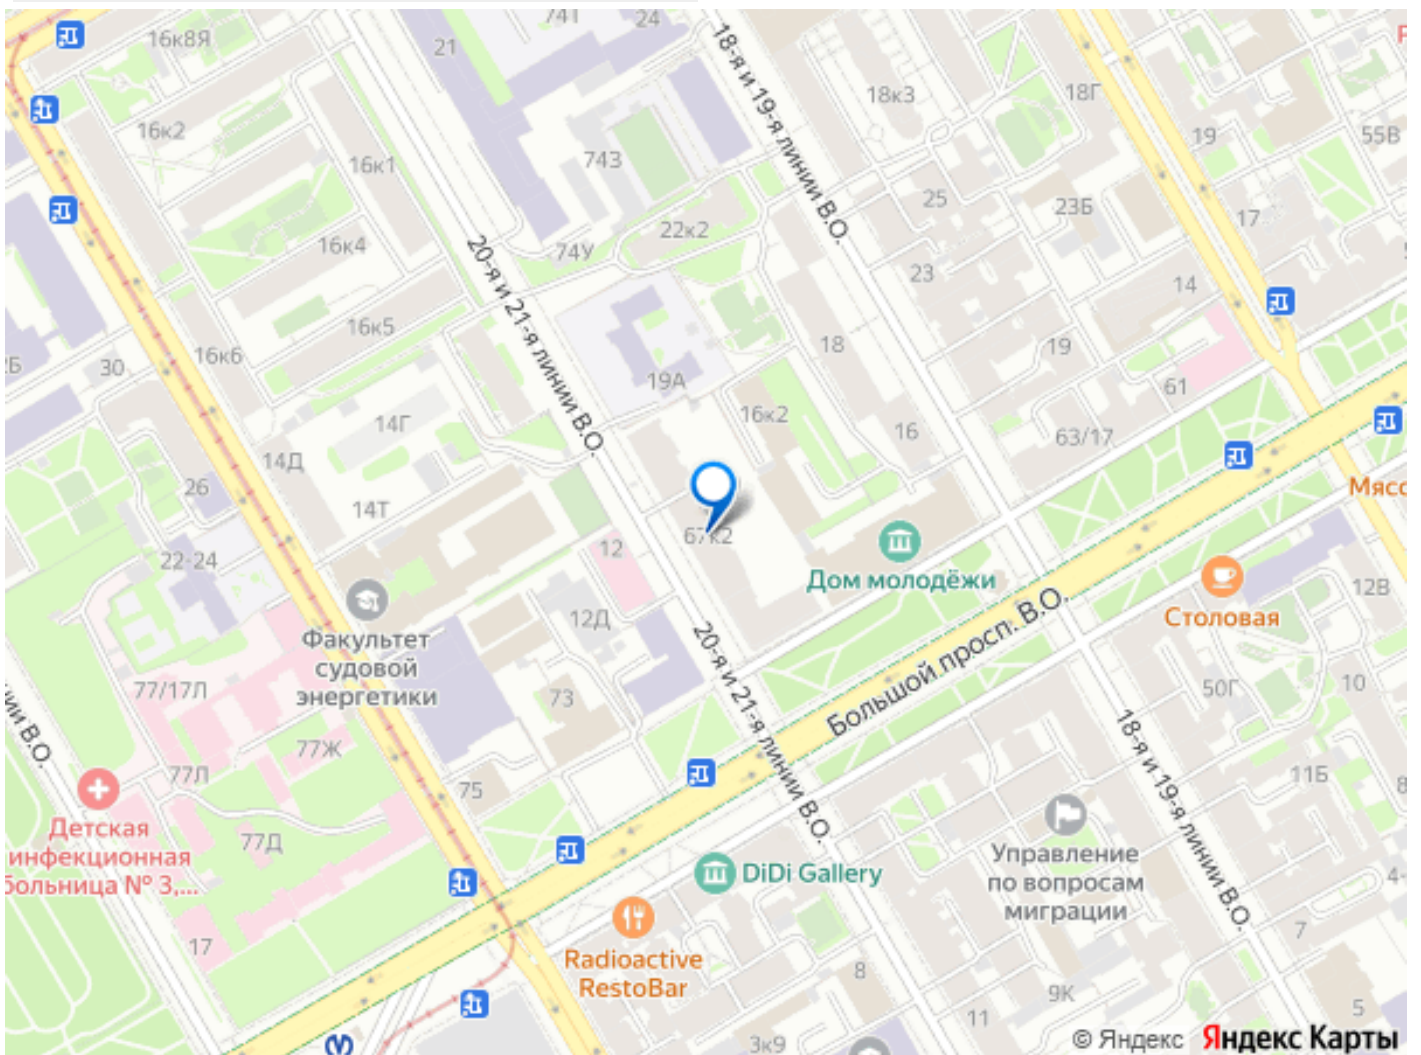 74Т
24
16к8Я
21
18-я и 19-я линии В.О.
18к3
18Г
19
55В
16к2
16к1
74З
25
23Б
17
22к2
16к4
74У
20-я и 21-я линии В.О.
23
14
16к5
18
19
16к6
30
19А
61
16к2
14Г
16
63/17
14Д
Мясс
26
14Т
67к2
22-24
12
Дом молодёжи
Столовая
12В
12Д
Факультет
судовой
энергетики
20-я и 21-я линии В.О.
Большой просп. В.О.
77/17Л
73
50Г
10
ии В.О.
77Ж
18-я и 19-я линии В.О.
77Л
75
11Б
Детская
инфекционная
больница № 3,...
77Д
DiDi Gallery
Управление
по вопросам
миграции
17
Radioactive
RestoBar
7
8
9К
5
11
3к9
© Яндекс Яндекс Карты